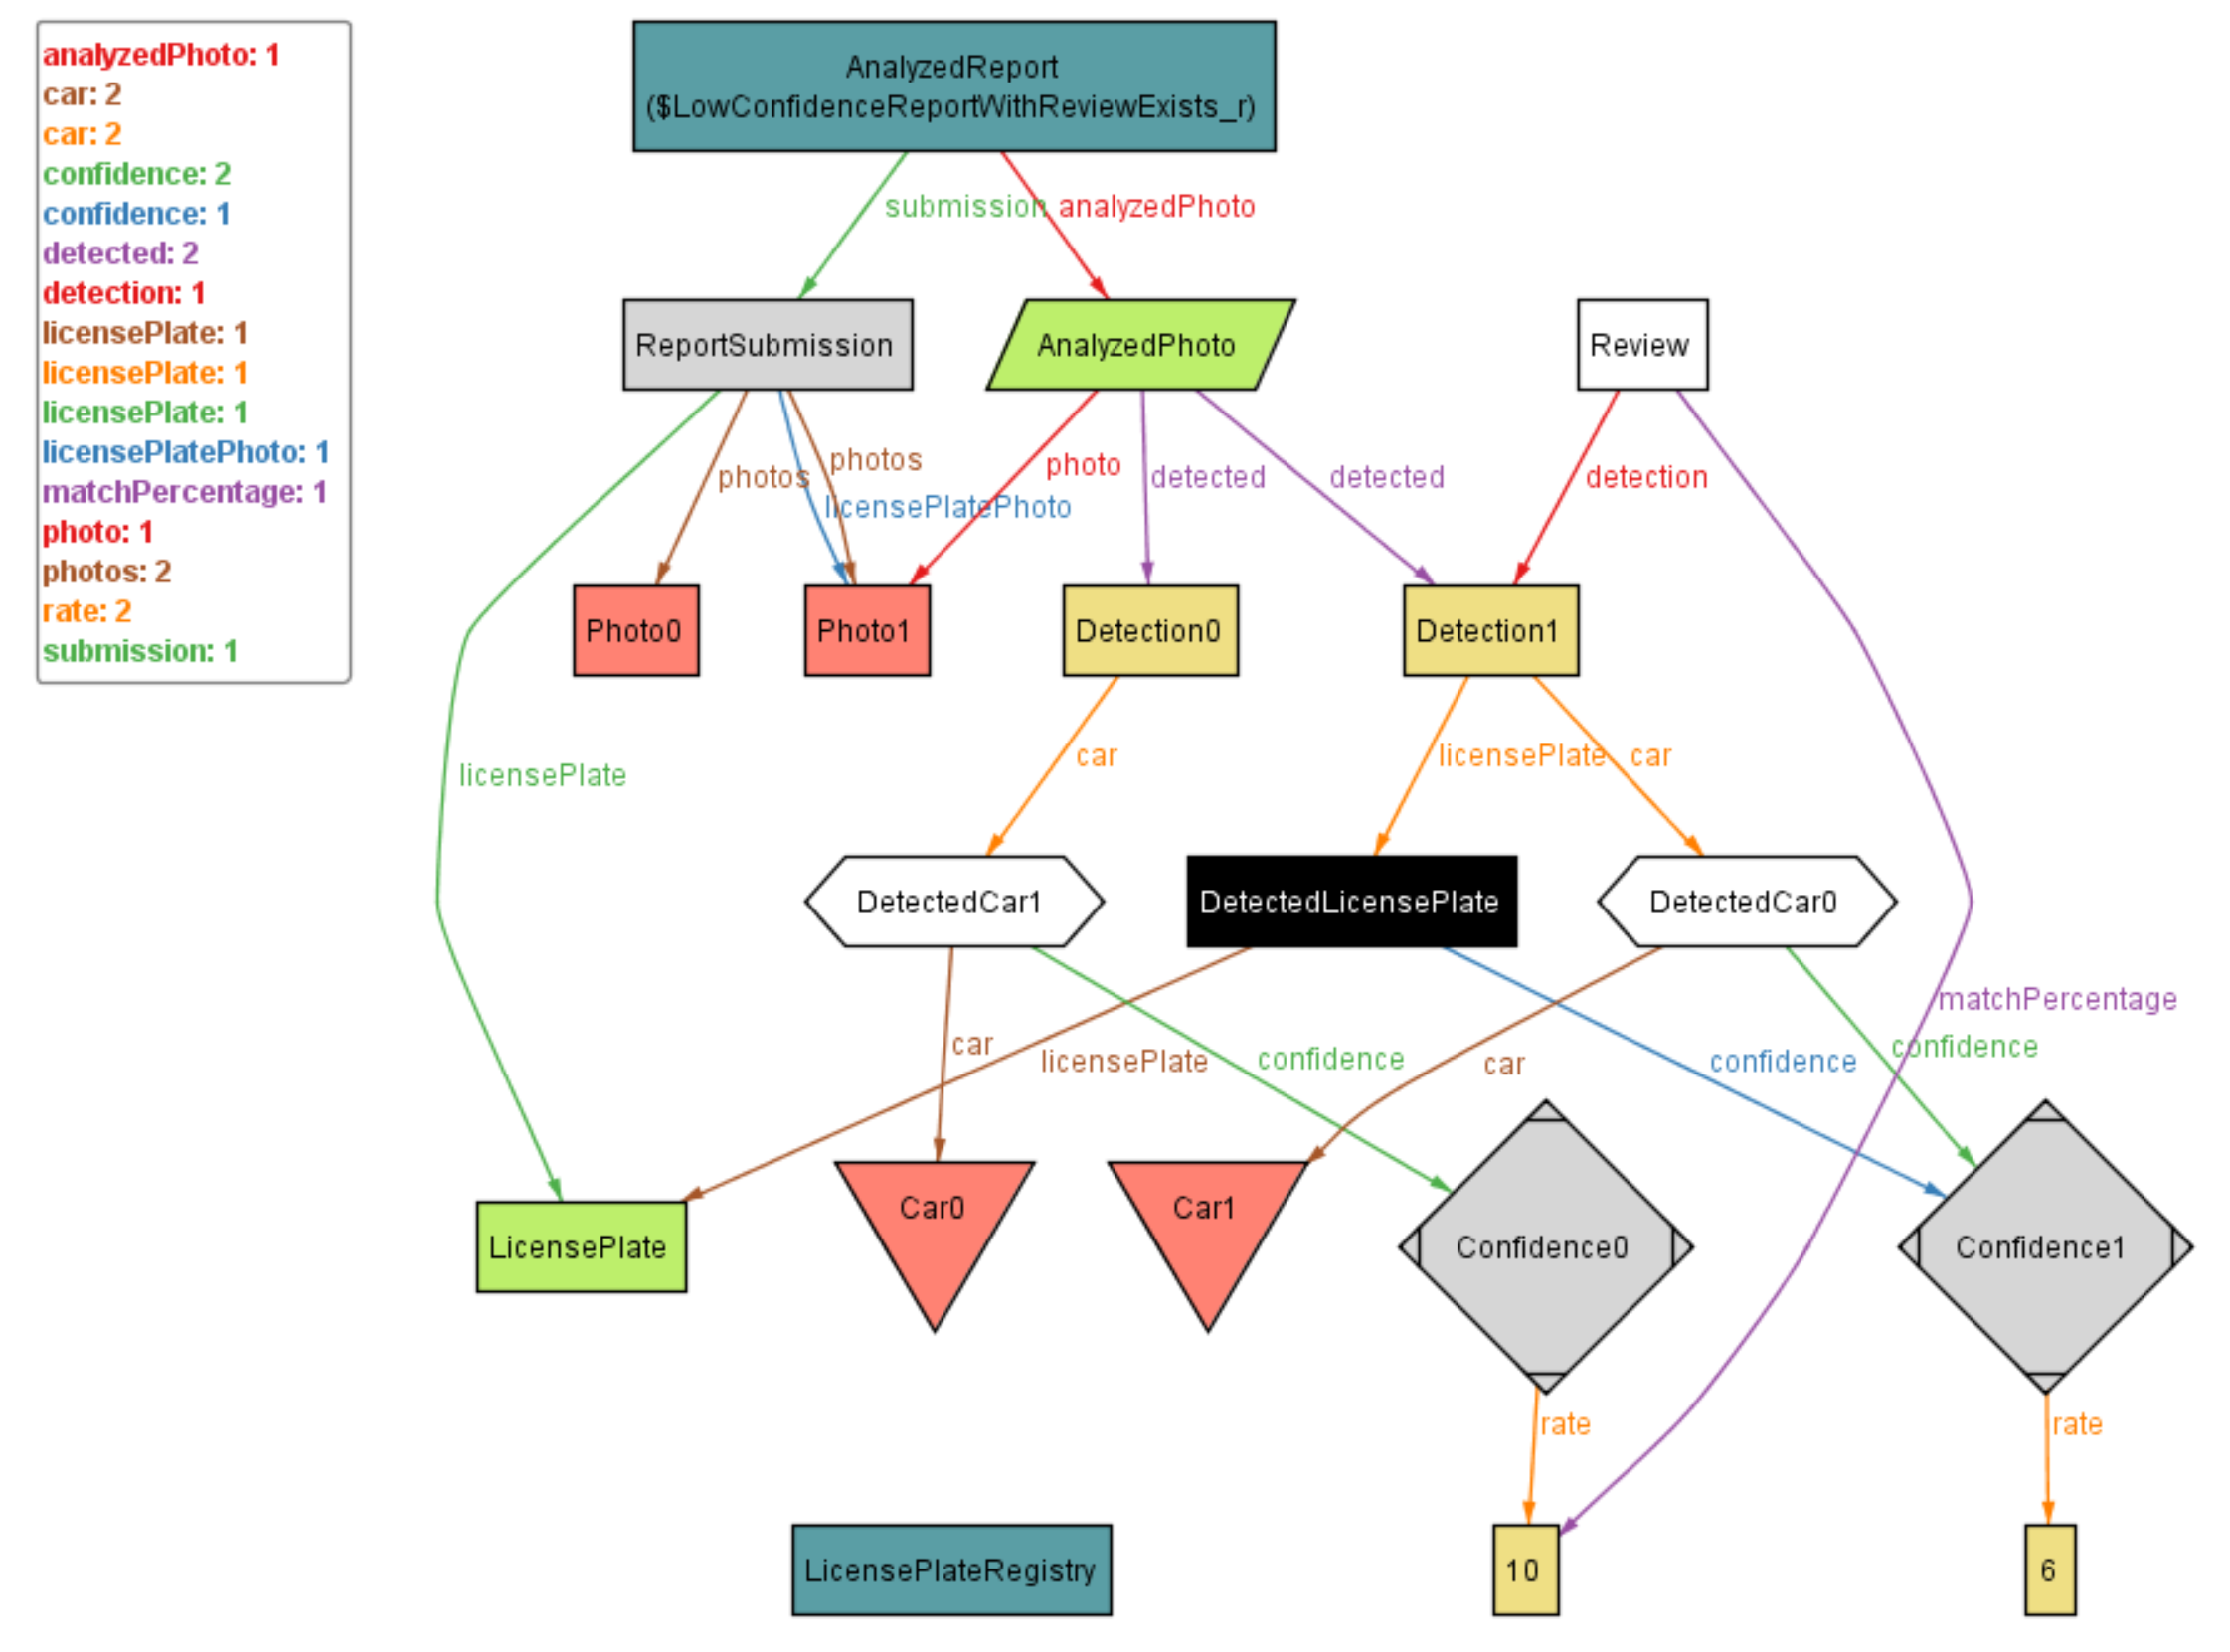 analyzedPhoto: 1
car: 2
car: 2
confidence: 2
confidence: 1
detected: 2
detection: 1
licensePlate: 1
licensePlate: 1
licensePlate: 1
licensePlatePhoto: 1
matchPercentage: 1
photo: 1
photos: 2
rate: 2
submission: 1
AnalyzedReport
($LowConfidenceReportWithReviewExists_r)
submission
analyzedPhoto
ReportSubmission
AnalyzedPhoto
Review
photos
photos
licensePlatePhoto
photo
detected
detected
detection
Photo0
Photo1
Detection0
Detection1
licensePlate
car
licensePlate
car
DetectedCar1
DetectedLicensePlate
DetectedCar0
car
licensePlate
confidence
car
confidence
confidence
matchPercentage
LicensePlate
Car0
Car1
Confidence0
Confidence1
rate
rate
LicensePlateRegistry
10
6